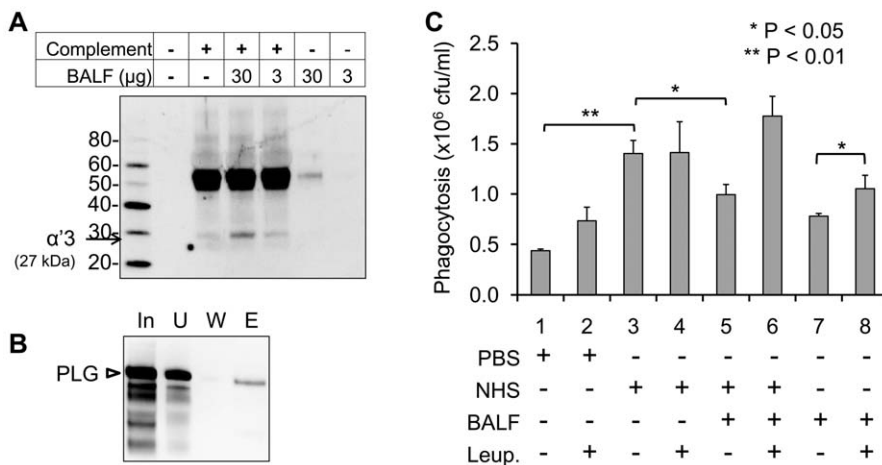 A
Complement - + + + - -
BALF (µg) - - 30 3 30 3
80-
60-
50-
40-
30-
α'3
(27 kDa)
20-
B
In U W E
PLG
C
* P < 0.05
** P < 0.01
Phagocytosis (x10⁶ cfu/ml)
2.5
2.0
1.5
1.0
0.5
0.0
** * *
1 2 3 4 5 6 7 8
PBS + + - - - - - -
NHS - - + + + + - -
BALF - - - - + + + +
Leup. - + - + - + - +